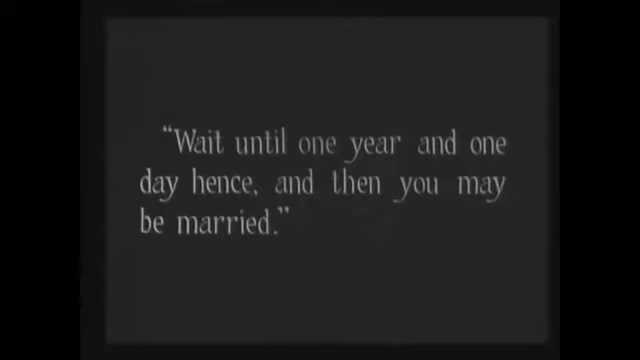 “Wait until one year and one
day hence, and then you may
be married.”